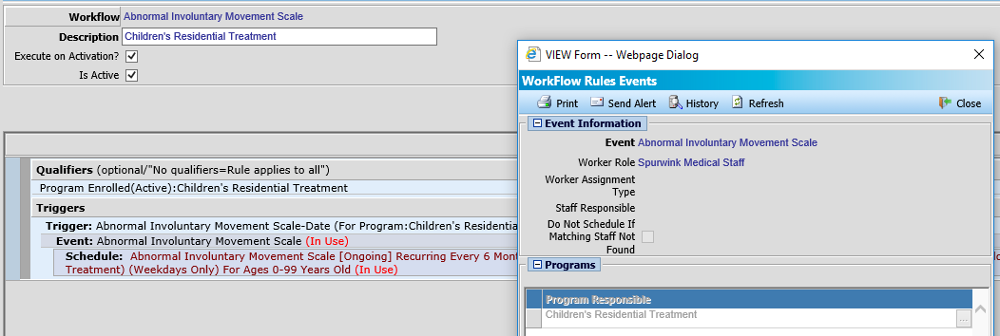 Workflow Abnormal Involuntary Movement Scale
Description Children's Residential Treatment
Execute on Activation?
Is Active
Qualifiers (optional/"No qualifiers=Rule applies to all")
Program Enrolled(Active):Children's Residential Treatment
Triggers
Trigger: Abnormal Involuntary Movement Scale-Date (For Program:Children's Residentia
Event: Abnormal Involuntary Movement Scale (In Use)
Schedule: Abnormal Involuntary Movement Scale [Ongoing] Recurring Every 6 Mont
Treatment) (Weekdays Only) For Ages 0-99 Years Old (In Use)
VIEW Form -- Webpage Dialog
WorkFlow Rules Events
Print Send Alert History Refresh Close
Event Information
Event Abnormal Involuntary Movement Scale
Worker Role Spurwink Medical Staff
Worker Assignment
Type
Staff Responsible
Do Not Schedule If
Matching Staff Not
Found
Programs
Program Responsible
Children's Residential Treatment
...